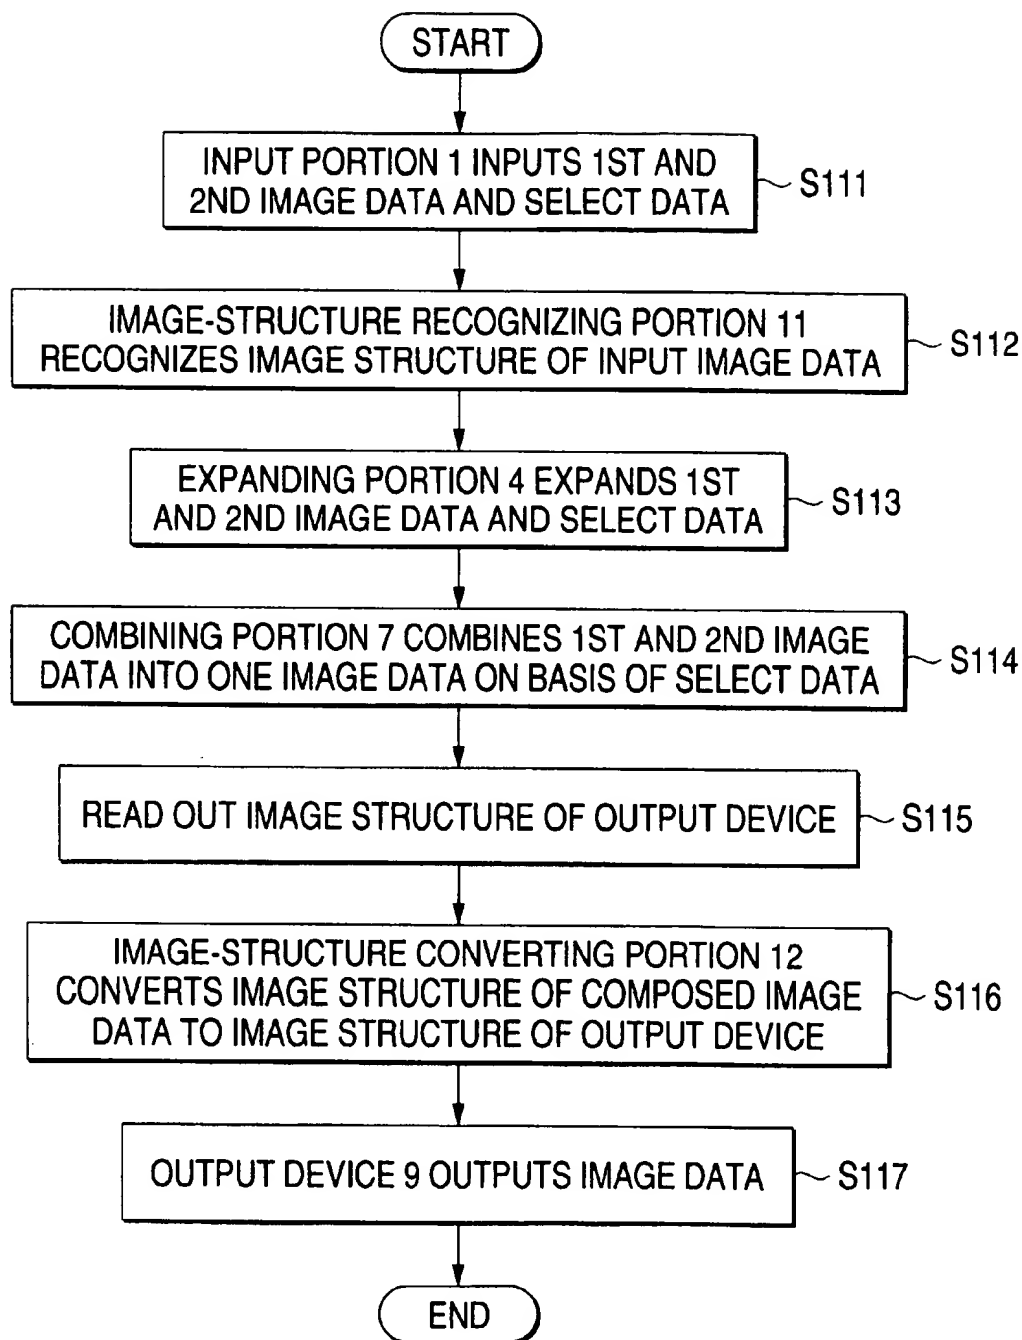 START
INPUT PORTION 1 INPUTS 1ST AND
2ND IMAGE DATA AND SELECT DATA
S111
IMAGE-STRUCTURE RECOGNIZING PORTION 11
RECOGNIZES IMAGE STRUCTURE OF INPUT IMAGE DATA
S112
EXPANDING PORTION 4 EXPANDS 1ST
AND 2ND IMAGE DATA AND SELECT DATA
S113
COMBINING PORTION 7 COMBINES 1ST AND 2ND IMAGE
DATA INTO ONE IMAGE DATA ON BASIS OF SELECT DATA
S114
READ OUT IMAGE STRUCTURE OF OUTPUT DEVICE
S115
IMAGE-STRUCTURE CONVERTING PORTION 12
CONVERTS IMAGE STRUCTURE OF COMPOSED IMAGE
DATA TO IMAGE STRUCTURE OF OUTPUT DEVICE
S116
OUTPUT DEVICE 9 OUTPUTS IMAGE DATA
S117
END